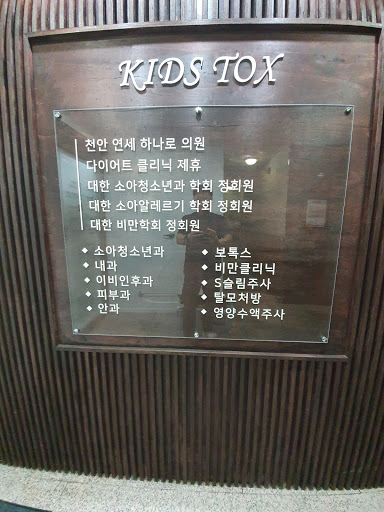 KIDS TOX
천안 연세 하나로 의원
다이어트 클리닉 제휴
대한 소아청소년과 학회 정회원
대한 소아알레르기 학회 정회원
대한 비만학회 정회원
◆ 소아청소년과
◆ 내과
◆ 이비인후과
◆ 피부과
◆ 안과
◆ 보톡스
◆ 비만클리닉
◆ S슬림주사
◆ 탈모처방
◆ 영양수액주사